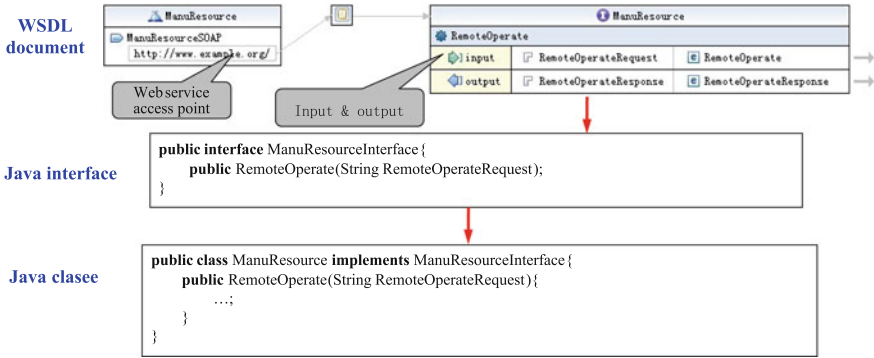 WSDL
document
ManuResource
ManuResourceSOAP
http://www.example.org/
Web service
access point
ManuResource
RemoteOperate
input RemoteOperateRequest RemoteOperate
output RemoteOperateResponse RemoteOperateResponse
Input & output
Java interface
public interface ManuResourceInterface{
public RemoteOperate(String RemoteOperateRequest);
}
Java clasee
public class ManuResource implements ManuResourceInterface{
public RemoteOperate(String RemoteOperateRequest){
…;
}
}